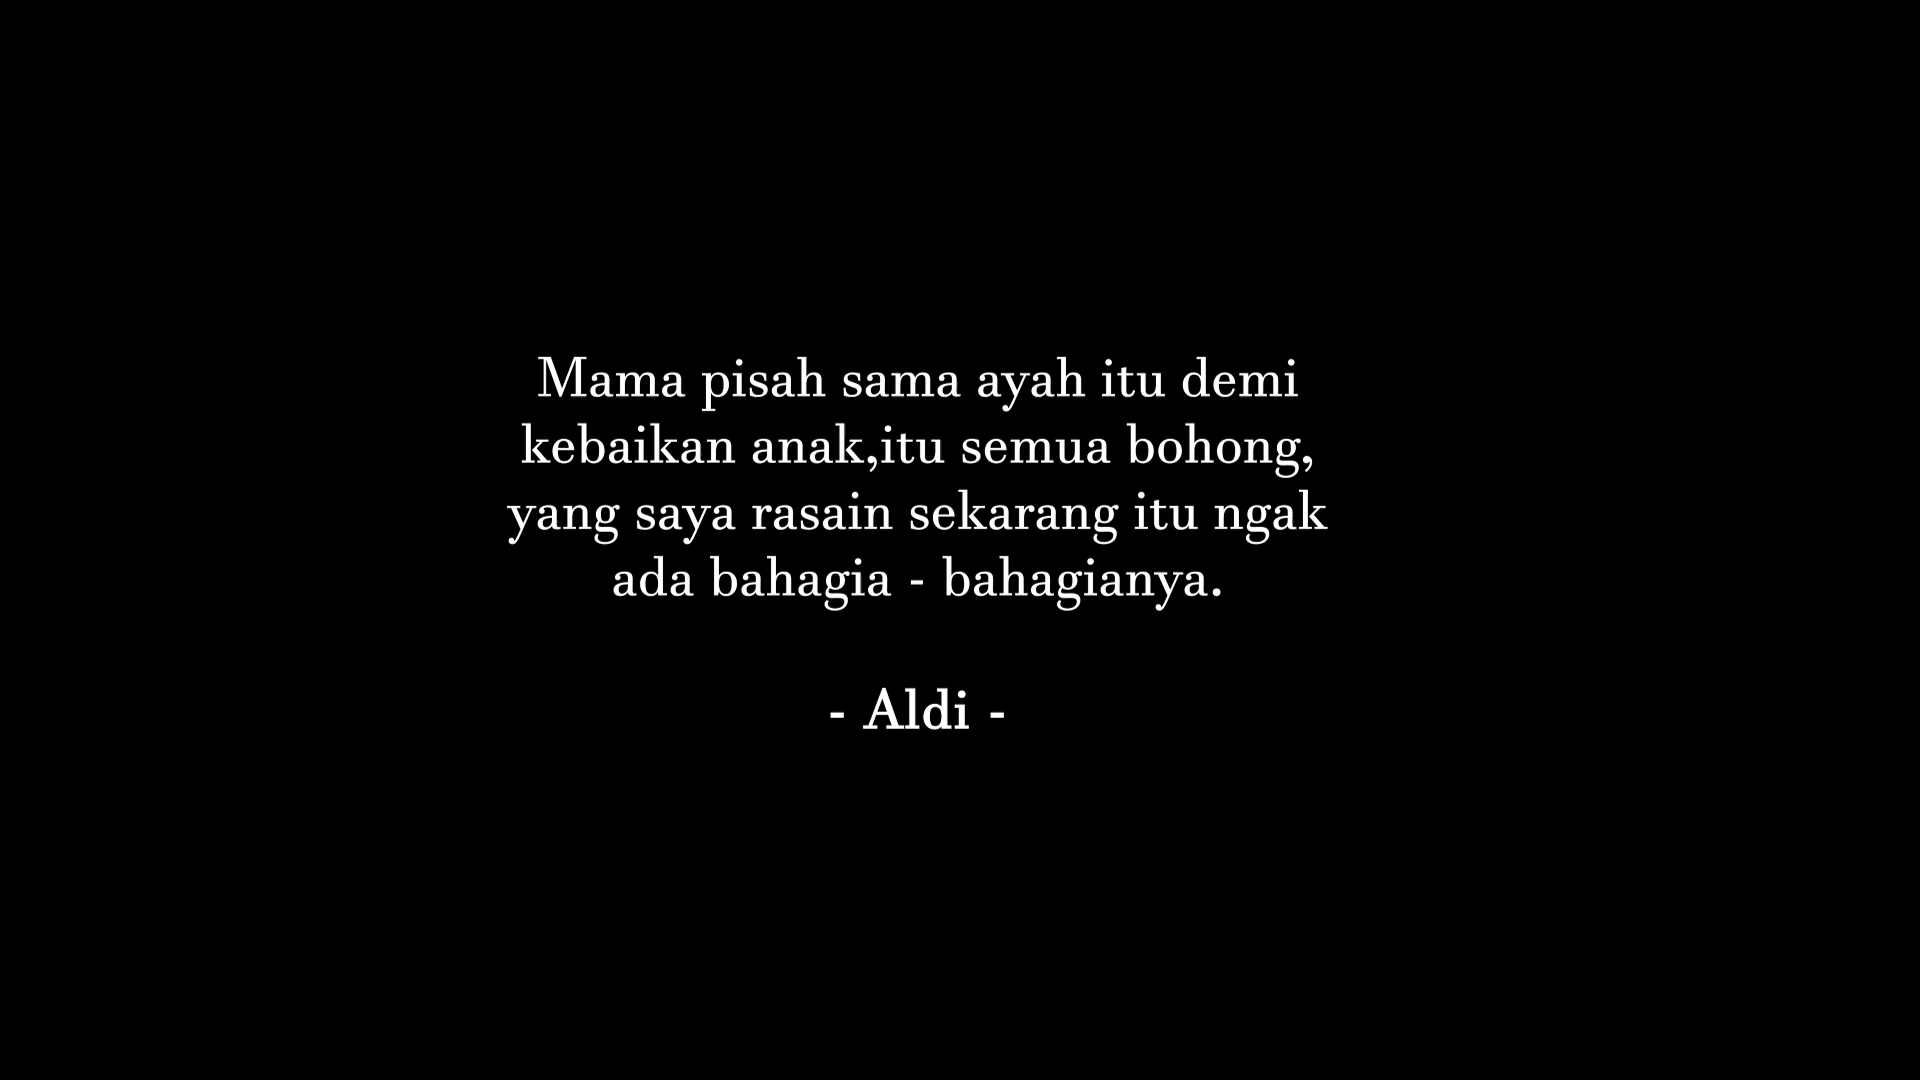 Mama pisah sama ayah itu demi
kebaikan anak,itu semua bohong,
yang saya rasain sekarang itu ngak
ada bahagia - bahagianya.
- Aldi -